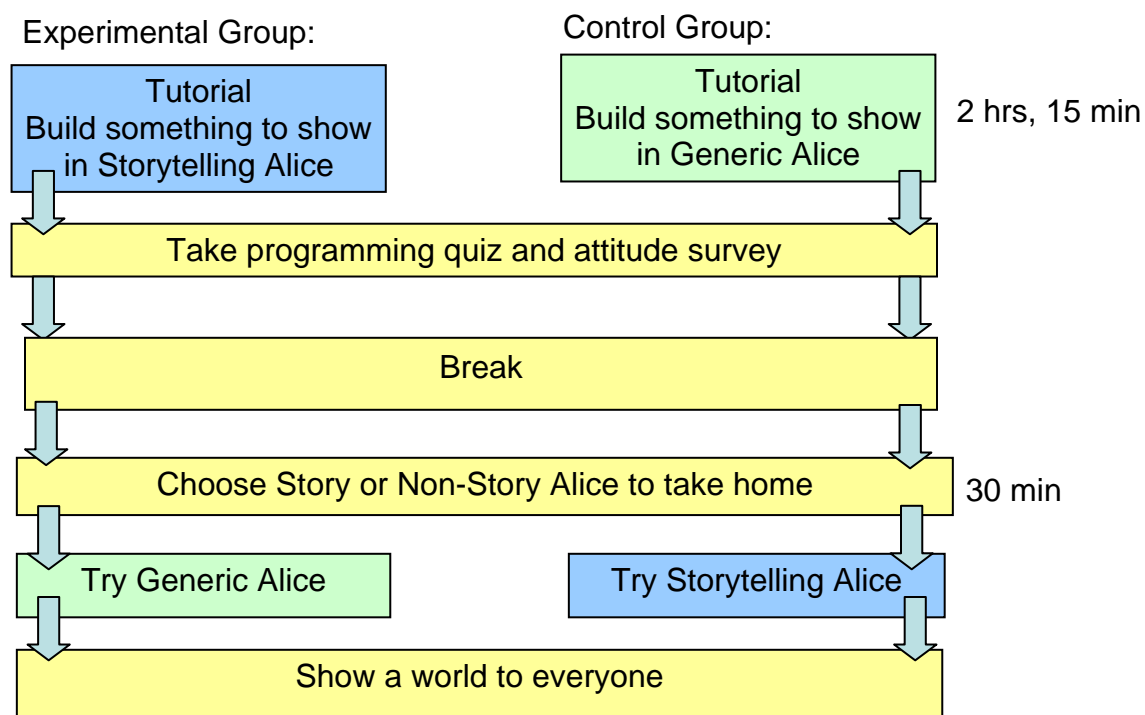 Experimental Group:
Control Group:
Tutorial
Build something to show
in Storytelling Alice
Tutorial
Build something to show
in Generic Alice
2 hrs, 15 min
Take programming quiz and attitude survey
Break
Choose Story or Non-Story Alice to take home
30 min
Try Generic Alice
Try Storytelling Alice
Show a world to everyone